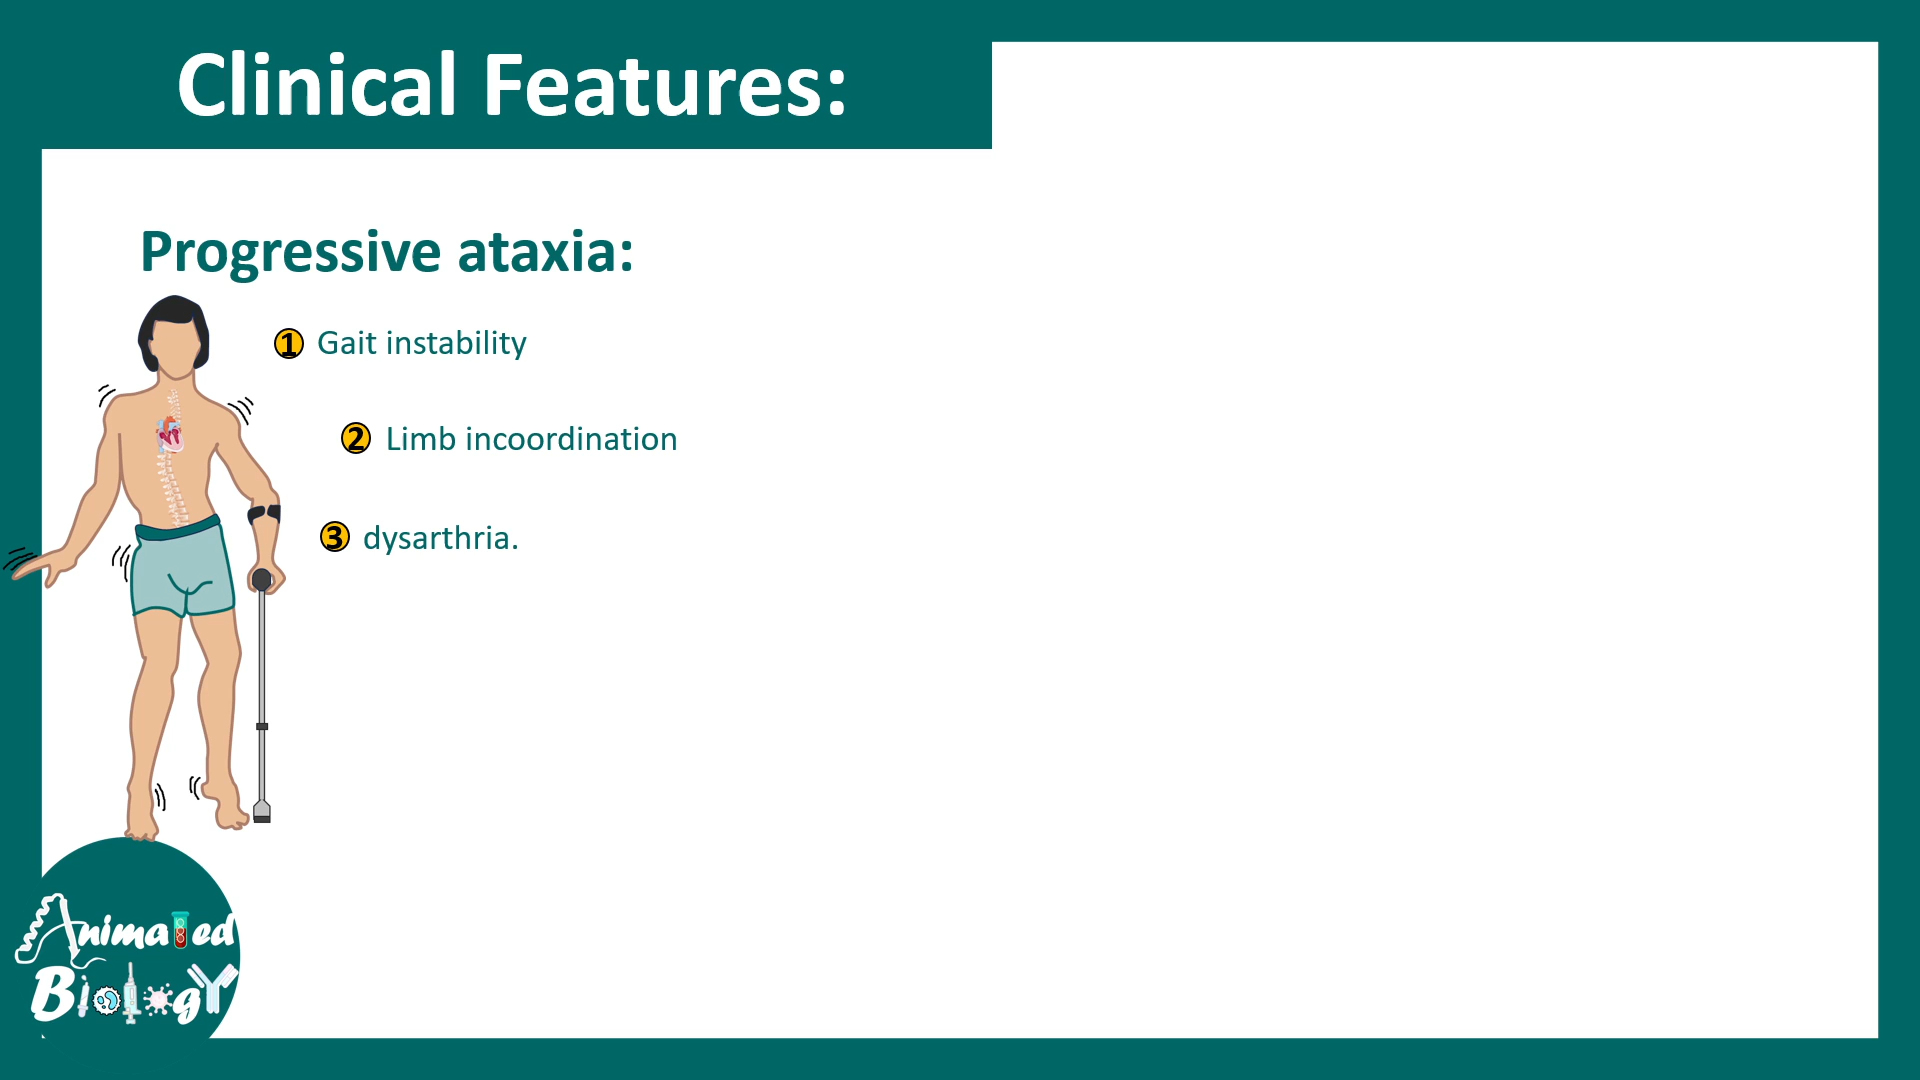 Clinical Features:
Progressive ataxia:
1 Gait instability
2 Limb incoordination
3 dysarthria.
Animated
Biology